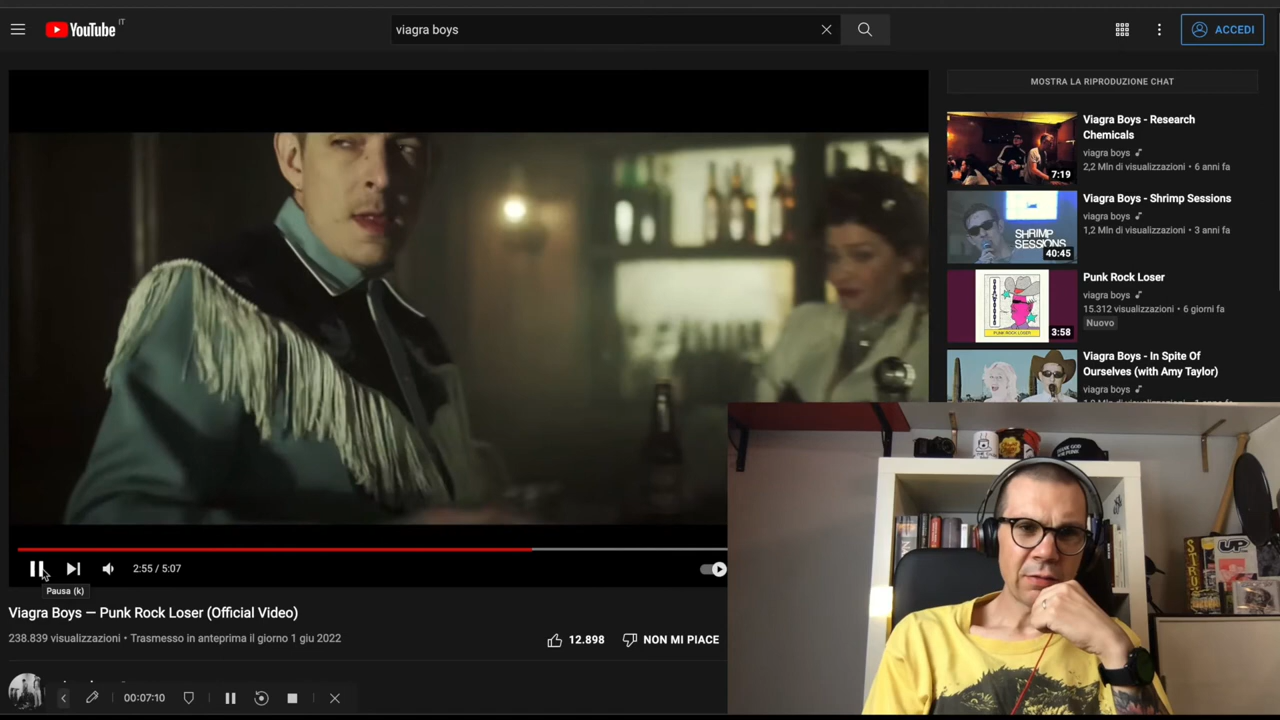 YouTube IT
viagra boys
ACCEDI
MOSTRA LA RIPRODUZIONE CHAT
Viagra Boys - Research
Chemicals
viagra boys
2,2 Mln di visualizzazioni • 6 anni fa
7:19
Viagra Boys - Shrimp Sessions
viagra boys
1,2 Mln di visualizzazioni • 3 anni fa
SHRIMP
SESSIONS
40:45
Punk Rock Loser
viagra boys
15.312 visualizzazioni • 6 giorni fa
Nuovo
PUNK ROCK LOSER
3:58
Viagra Boys - In Spite Of
Ourselves (with Amy Taylor)
viagra boys
2:55 / 5:07
Pausa (k)
Viagra Boys — Punk Rock Loser (Official Video)
238.839 visualizzazioni • Trasmesso in anteprima il giorno 1 giu 2022
12.898
NON MI PIACE
00:07:10
UP